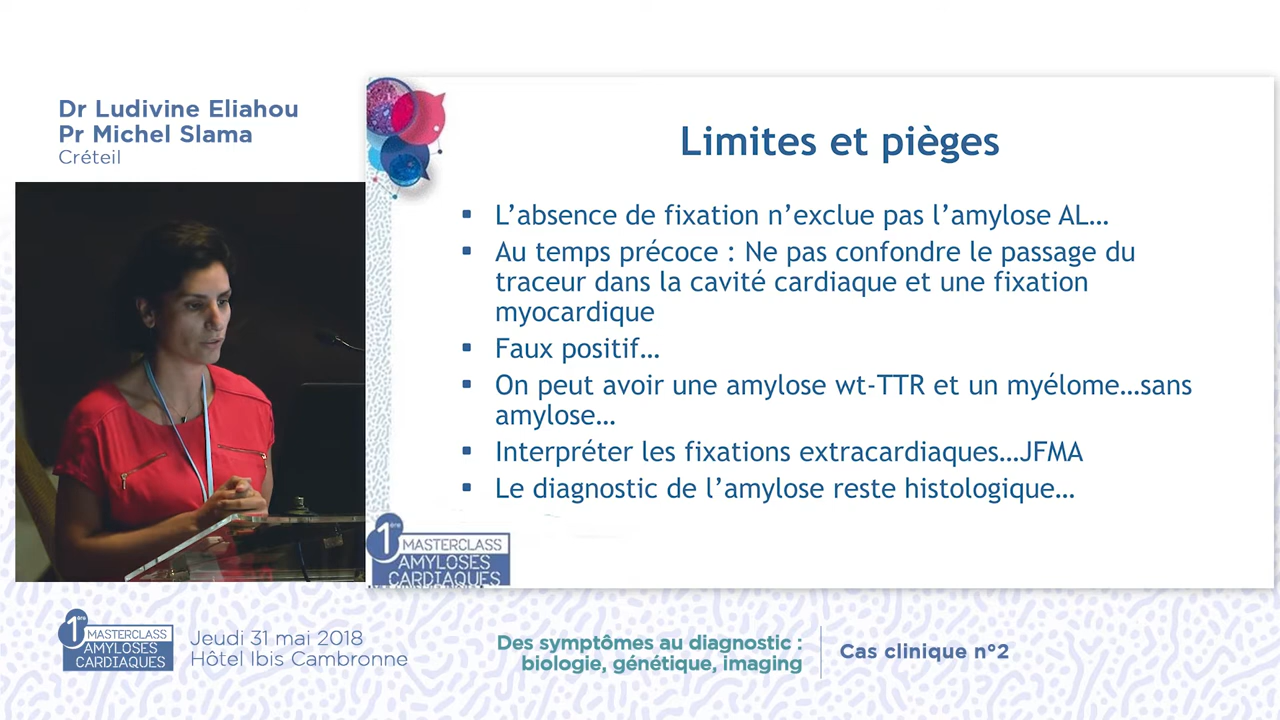 Dr Ludivine Eliahou
Pr Michel Slama
Créteil
Limites et pièges
▪ L’absence de fixation n’exclue pas l’amylose AL…
▪ Au temps précoce : Ne pas confondre le passage du
traceur dans la cavité cardiaque et une fixation
myocardique
▪ Faux positif…
▪ On peut avoir une amylose wt-TTR et un myélome…sans
amylose…
▪ Interpréter les fixations extracardiaques…JFMA
▪ Le diagnostic de l’amylose reste histologique…
1ère
MASTERCLASS
AMYLOSES
CARDIAQUES
1ère
MASTERCLASS
AMYLOSES
CARDIAQUES
Jeudi 31 mai 2018
Hôtel Ibis Cambronne
Des symptômes au diagnostic :
biologie, génétique, imaging
Cas clinique n°2